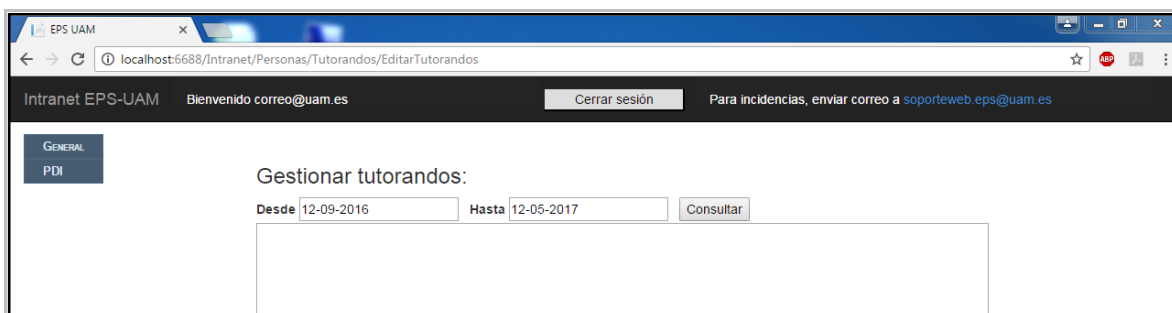 EPS UAM
localhost:6688/Intranet/Personas/Tutorandos/EditarTutorandos
ABP
Intranet EPS-UAM Bienvenido correo@uam.es Cerrar sesión Para incidencias, enviar correo a soporteweb.eps@uam.es
GENERAL
PDI
Gestionar tutorandos:
Desde 12-09-2016 Hasta 12-05-2017 Consultar